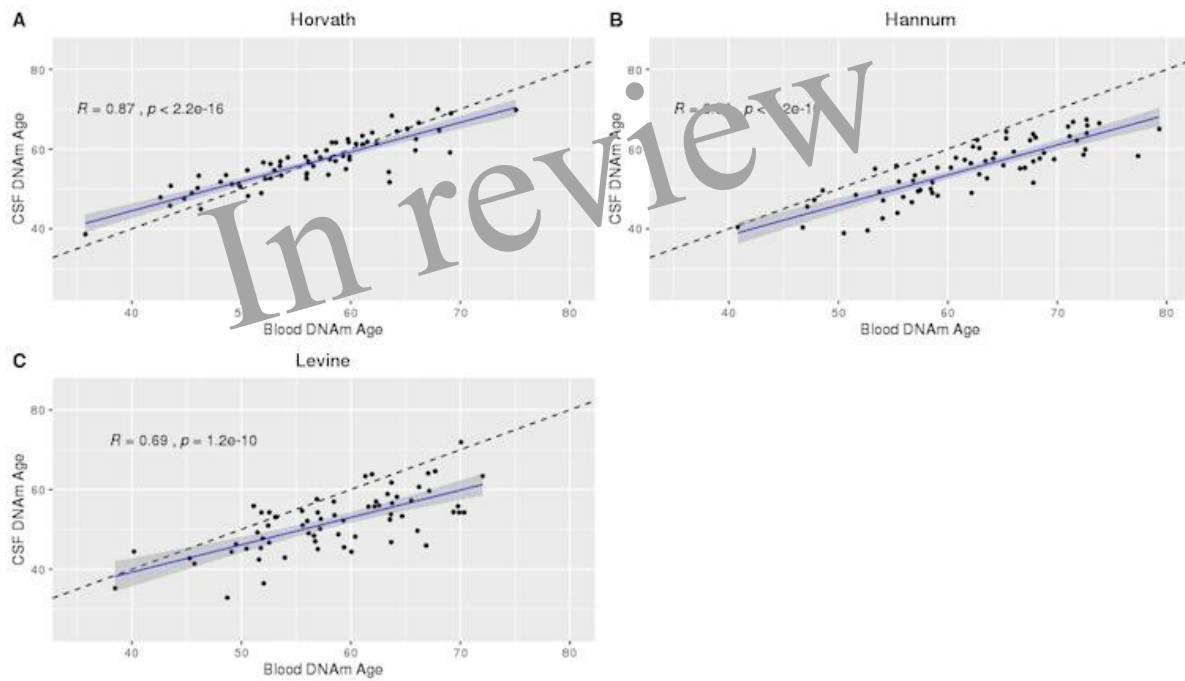 A
Horvath
80
R = 0.87 , p < 2.2e-16
60
40
CSF DNAm Age
40
50
60
70
80
Blood DNAm Age
B
Hannum
80
60
40
CSF DNAm Age
40
50
60
70
80
Blood DNAm Age
In review
C
Levine
80
R = 0.69 , p = 1.2e-10
60
40
CSF DNAm Age
40
50
60
70
80
Blood DNAm Age